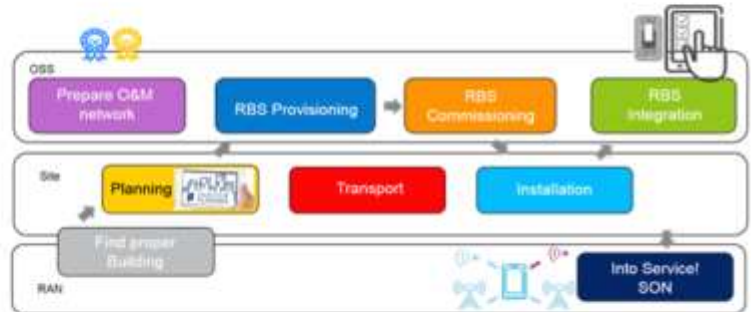 OSS
Prepare O&M
network
RBS Provisioning
RBS
Commissioning
RBS
Integration
Site
Planning
Transport
Installation
Find proper
Building
RAN
Into Service!
SON